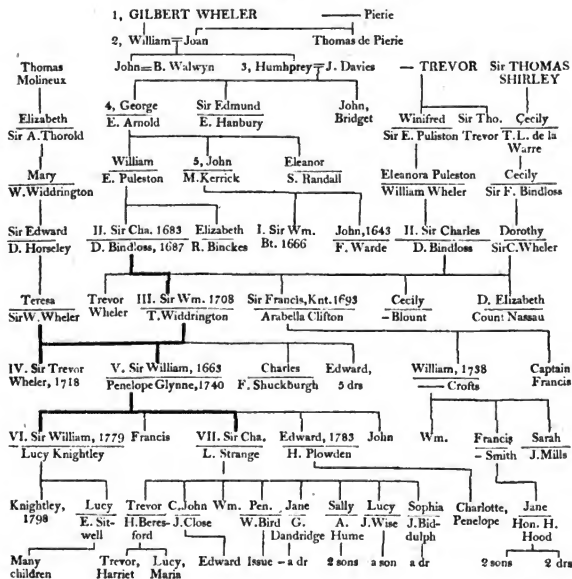 1, GILBERT WHELER — Pierie
2, William=Joan Thomas de Pierie
Thomas John=B. Walwyn 3, Humhprey=J. Davies — TREVOR Sir THOMAS
Molineux SHIRLEY
4, George Sir Edmund John,
Elizabeth E. Arnold E. Hanbury Bridget Winifred Sir Tho. Cecily
Sir A. Thorold Sir E. Puliston Trevor T.L. de la
Warre
William 5, John Eleanor
Mary E. Puleston M. Kerrick S. Randall Eleanora Puleston Cecily
W. Widdrington William Wheler Sir F. Bindloss
Sir Edward II. Sir Cha. 1683 Elizabeth I. Sir Wm. John, 1643 II. Sir Charles Dorothy
D. Horseley D. Bindloss, 1687 R. Binckes Bt. 1666 F. Warde D. Bindloss Sir C. Wheler
Teresa Trevor III. Sir Wm. 1708 Sir Francis, Knt. 1693 Cecily D. Elizabeth
Sir W. Wheler Wheler T. Widdrington Arabella Clifton —Blount Count Nassau
IV. Sir Trevor V. Sir William, 1663 Charles Edward, William, 1738 Captain
Wheler, 1718 Penelope Glynne, 1740 F. Shuckburgh 5 drs — Crofts Francis
VI. Sir William, 1779 Francis VII. Sir Cha. Edward, 1783 John Wm. Francis Sarah
Lucy Knightley L. Strange H. Plowden – Smith J. Mills
Knightley, Lucy Trevor C. John Wm. Pen. Jane Sally Lucy Sophia Charlotte, Jane
1798 E. Sit- H. Beres- J. Close W. Bird G. A. J. Wise J. Bid- Penelope Hon. H.
well ford Dandridge Hume dulph Hood
Many Trevor, Lucy, Edward Issue – a dr 2 sons a son a dr 2 sons 2 drs
children Harriet Maria